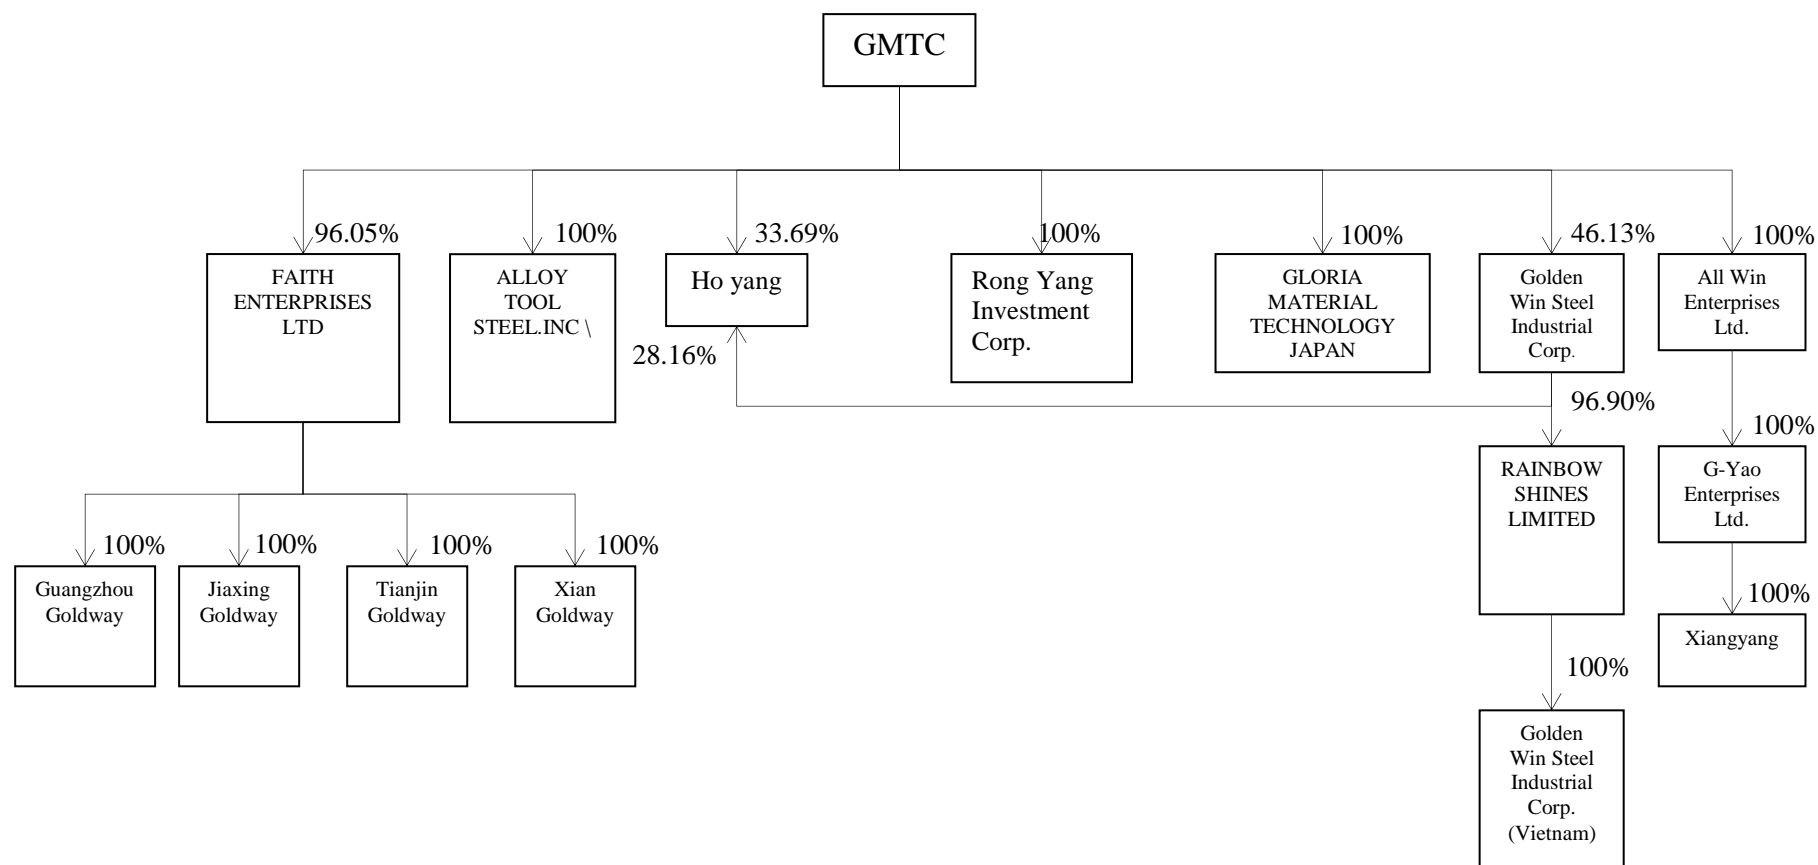 GMTC
96.05%
100%
33.69%
100%
100%
46.13%
100%
FAITH
ENTERPRISES
LTD
ALLOY
TOOL
STEEL.INC \
Ho yang
Rong Yang
Investment
Corp.
GLORIA
MATERIAL
TECHNOLOGY
JAPAN
Golden
Win Steel
Industrial
Corp.
All Win
Enterprises
Ltd.
28.16%
96.90%
100%
RAINBOW
SHINES
LIMITED
G-Yao
Enterprises
Ltd.
100%
100%
100%
100%
Guangzhou
Goldway
Jiaxing
Goldway
Tianjin
Goldway
Xian
Goldway
100%
Xiangyang
100%
Golden
Win Steel
Industrial
Corp.
(Vietnam)